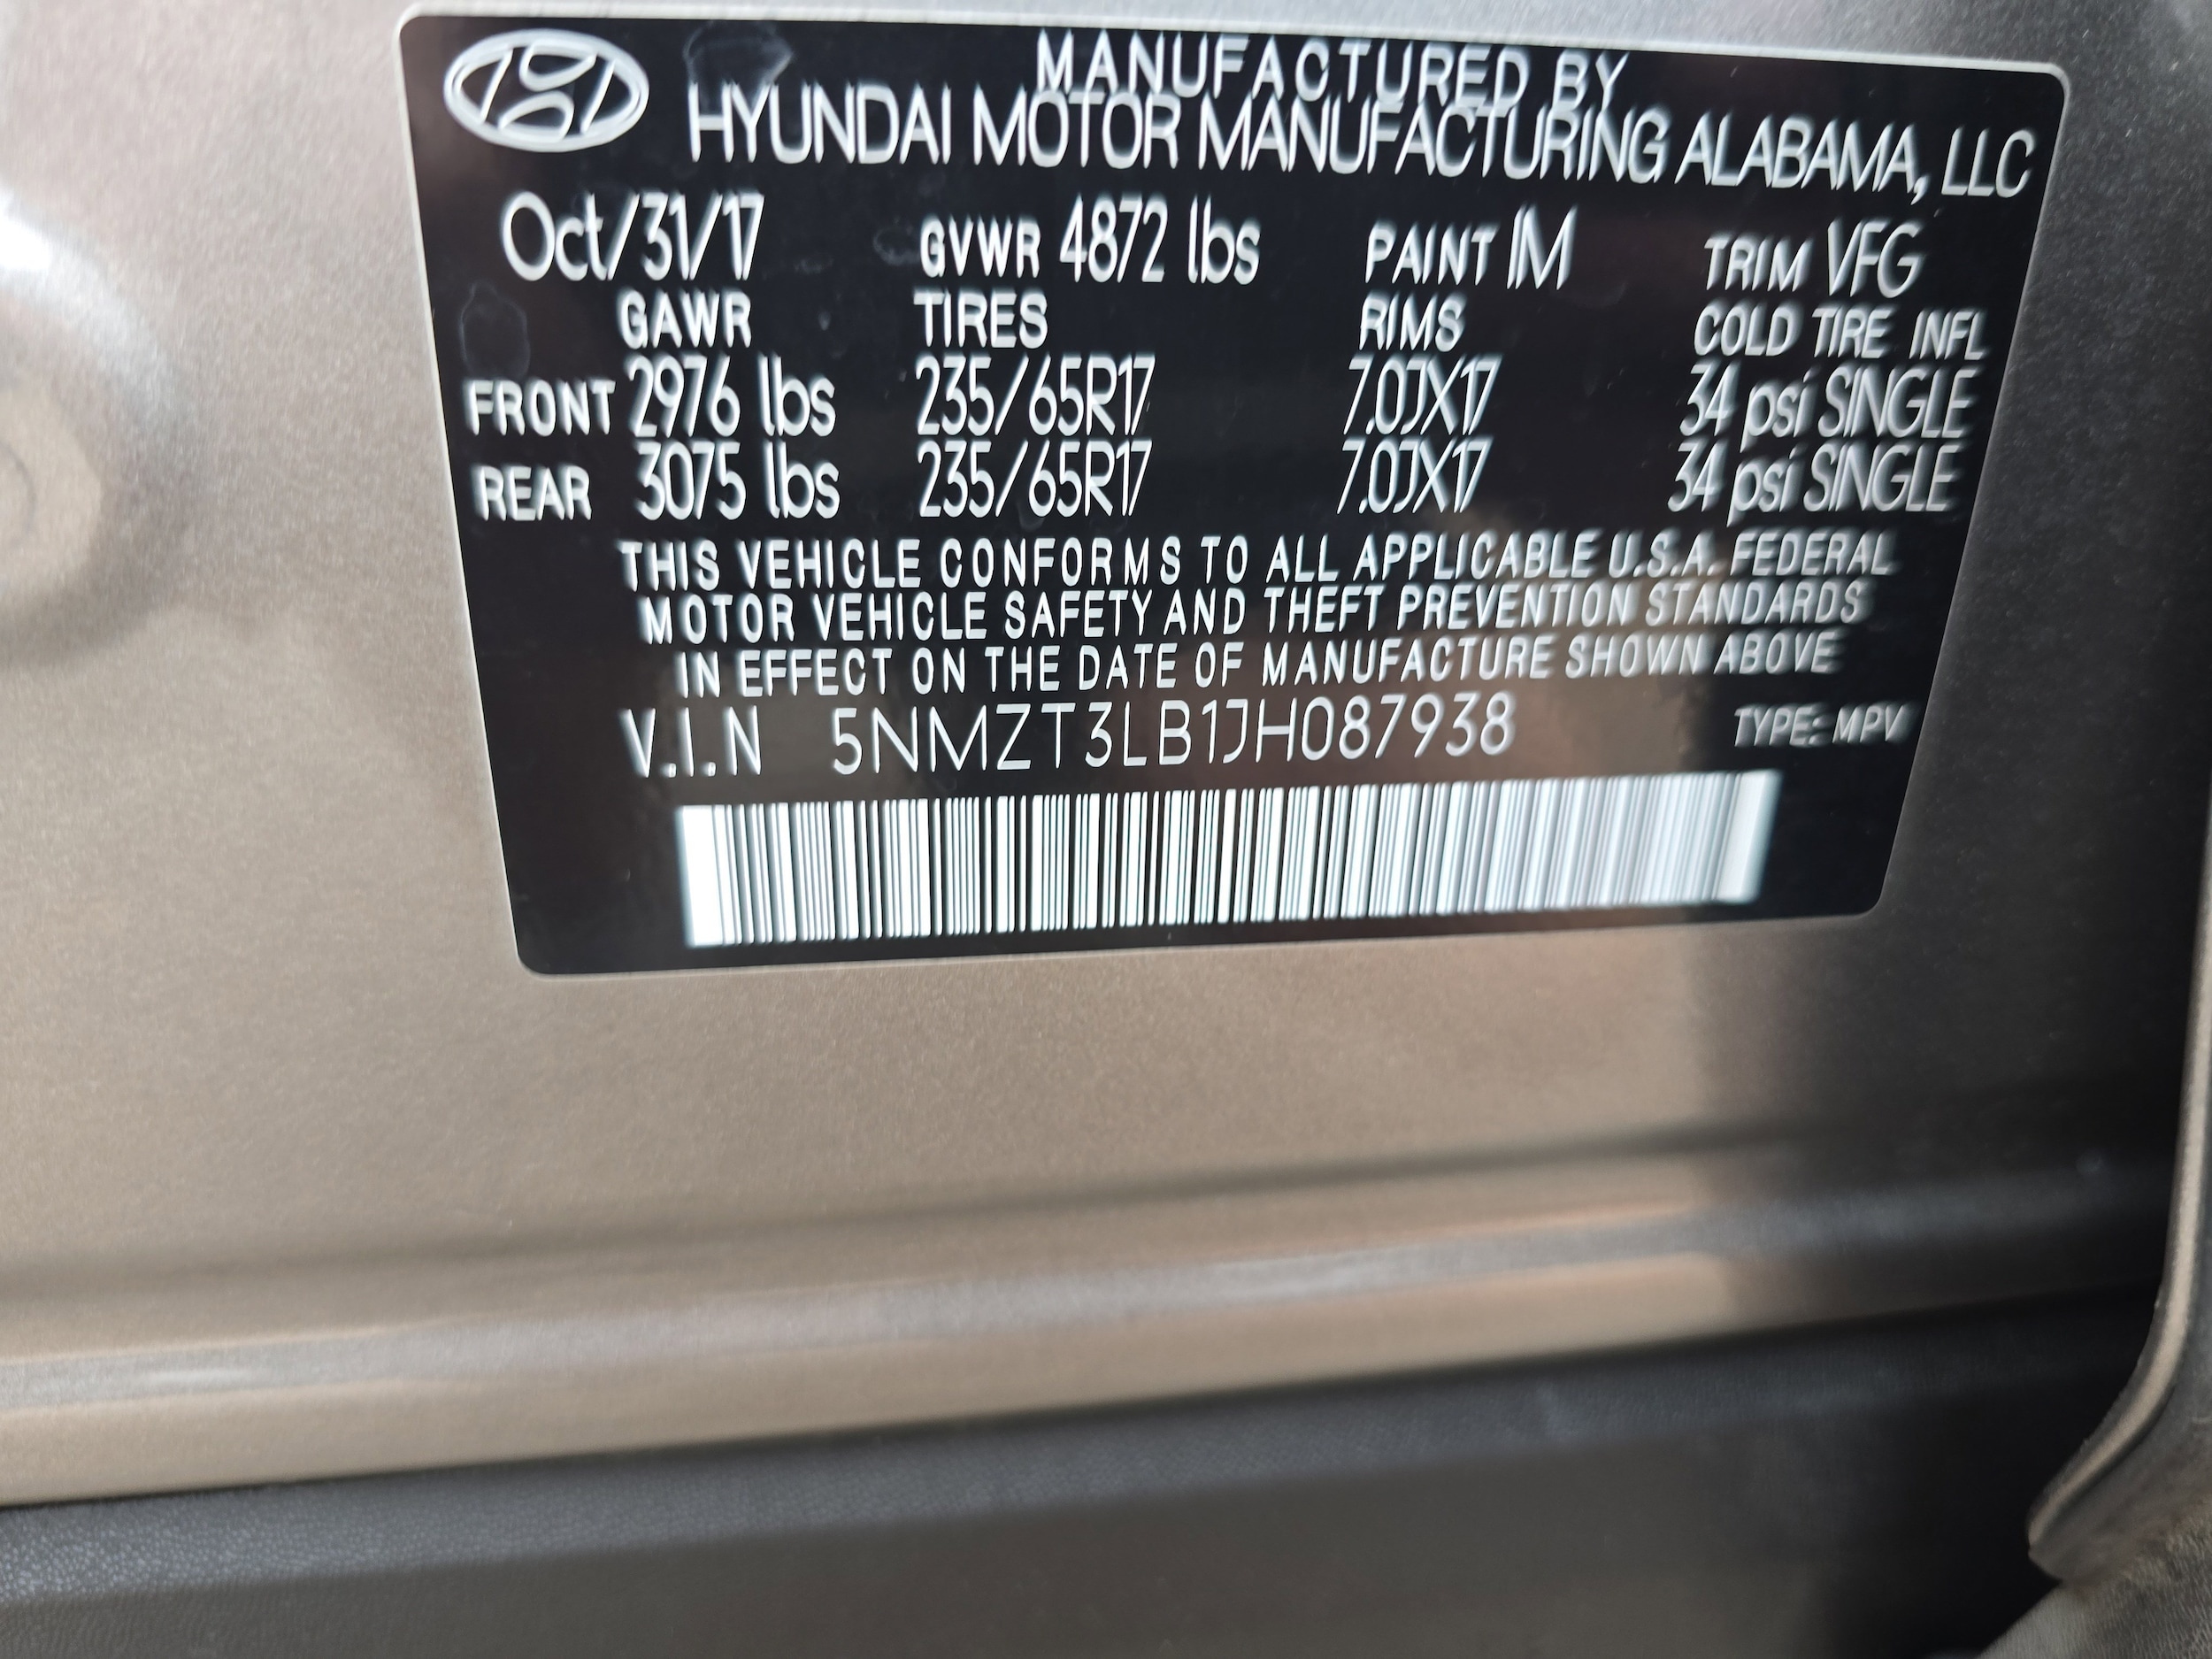 MANUFACTURED BY
HYUNDAI MOTOR MANUFACTURING ALABAMA, LLC
Oct/31/17 GVWR 4872 lbs PAINT IM TRIM VFG
GAWR TIRES RIMS COLD TIRE INFL
FRONT 2976 lbs 235/65R17 7.0JX17 34 psi SINGLE
REAR 3075 lbs 235/65R17 7.0JX17 34 psi SINGLE
THIS VEHICLE CONFORMS TO ALL APPLICABLE U.S.A. FEDERAL
MOTOR VEHICLE SAFETY AND THEFT PREVENTION STANDARDS
IN EFFECT ON THE DATE OF MANUFACTURE SHOWN ABOVE
V.I.N 5NMZT3LB1JH087938 TYPE: MPV